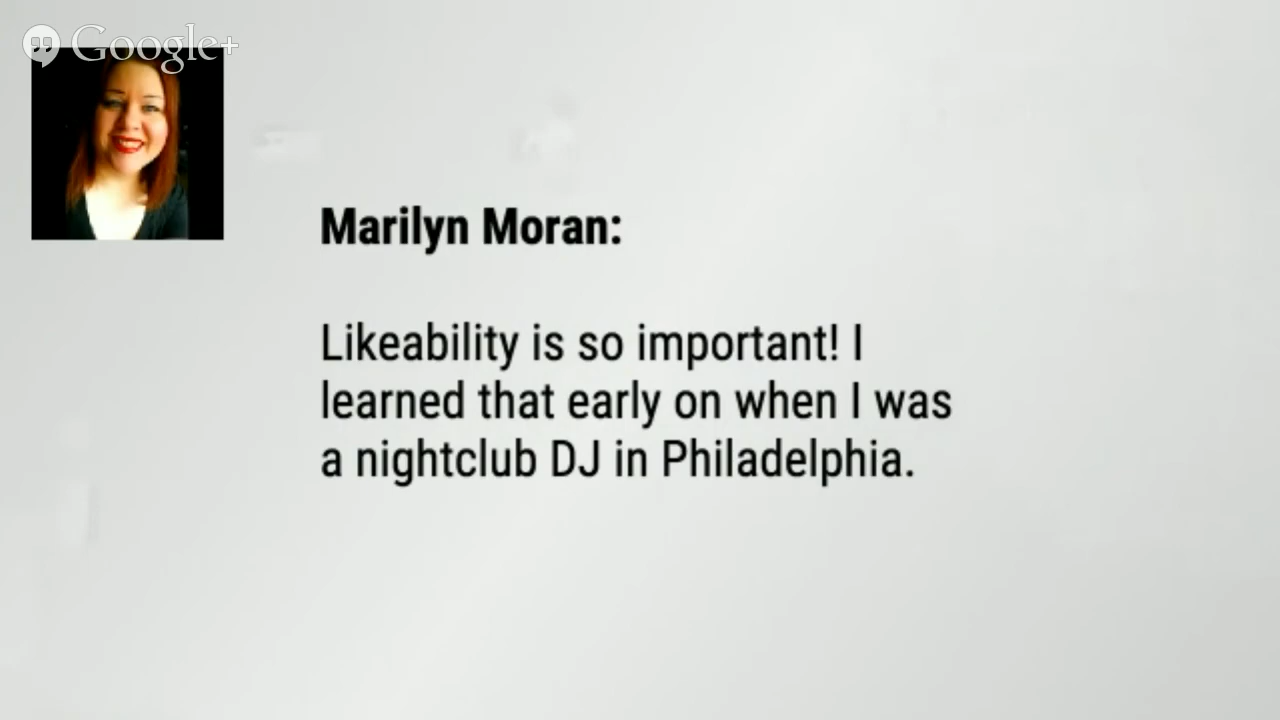 Google+
Marilyn Moran:
Likeability is so important! I
learned that early on when I was
a nightclub DJ in Philadelphia.